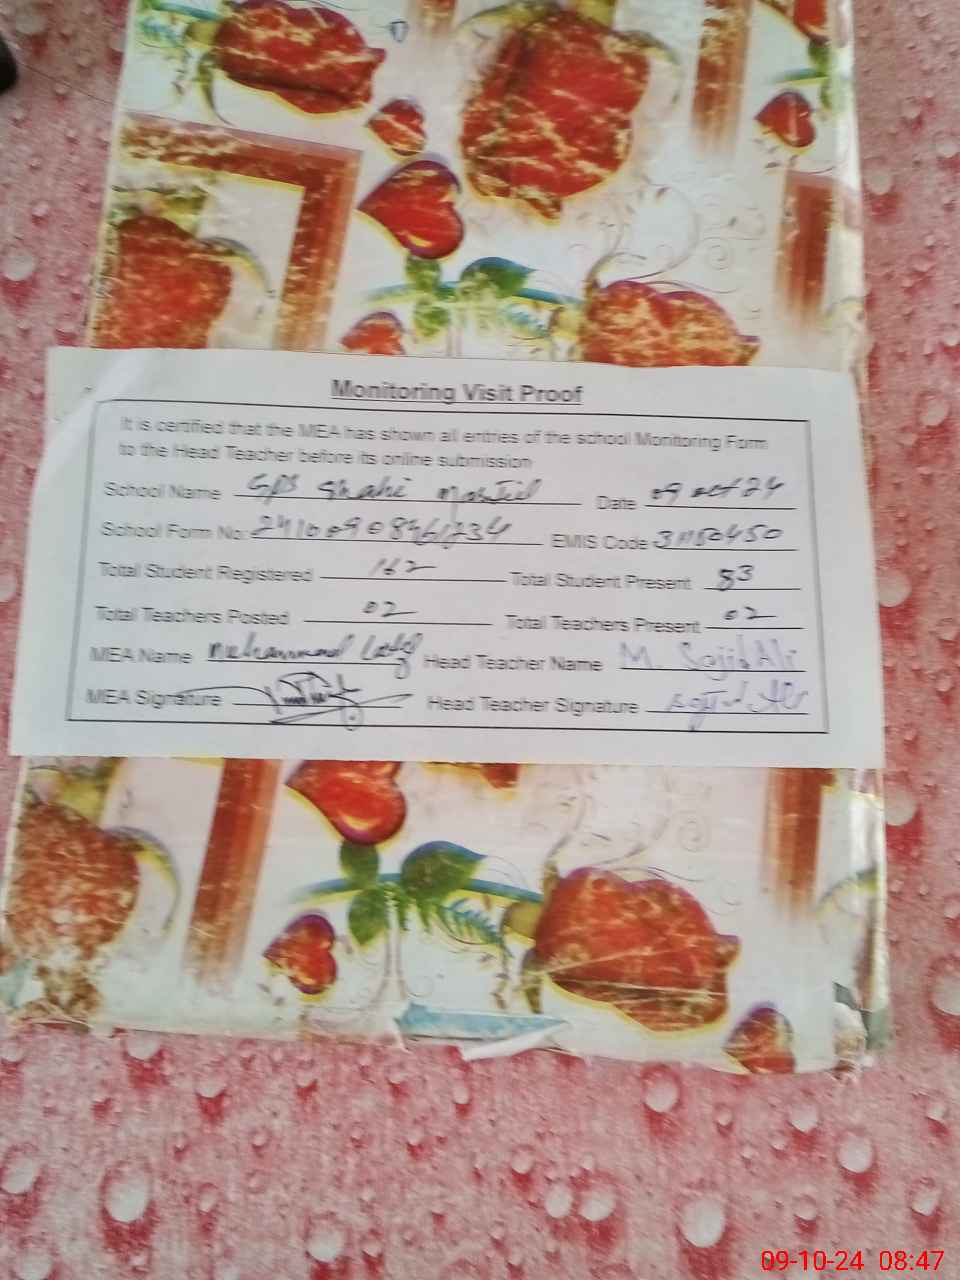 Monitoring Visit Proof
It is certified that the MEA has shown all entries of the school Monitoring Form
to the Head Teacher before its online submission
School Name GPS Shahi Masjid Date 09 oct 24
School Form No: EMIS Code
Total Student Registered 162 Total Student Present 83
Total Teachers Posted 02 Total Teachers Present 02
MEA Name Muhammad Head Teacher Name M. Sajid Ali
MEA Signature Head Teacher Signature Sajid Ali
09-10-24 08:47